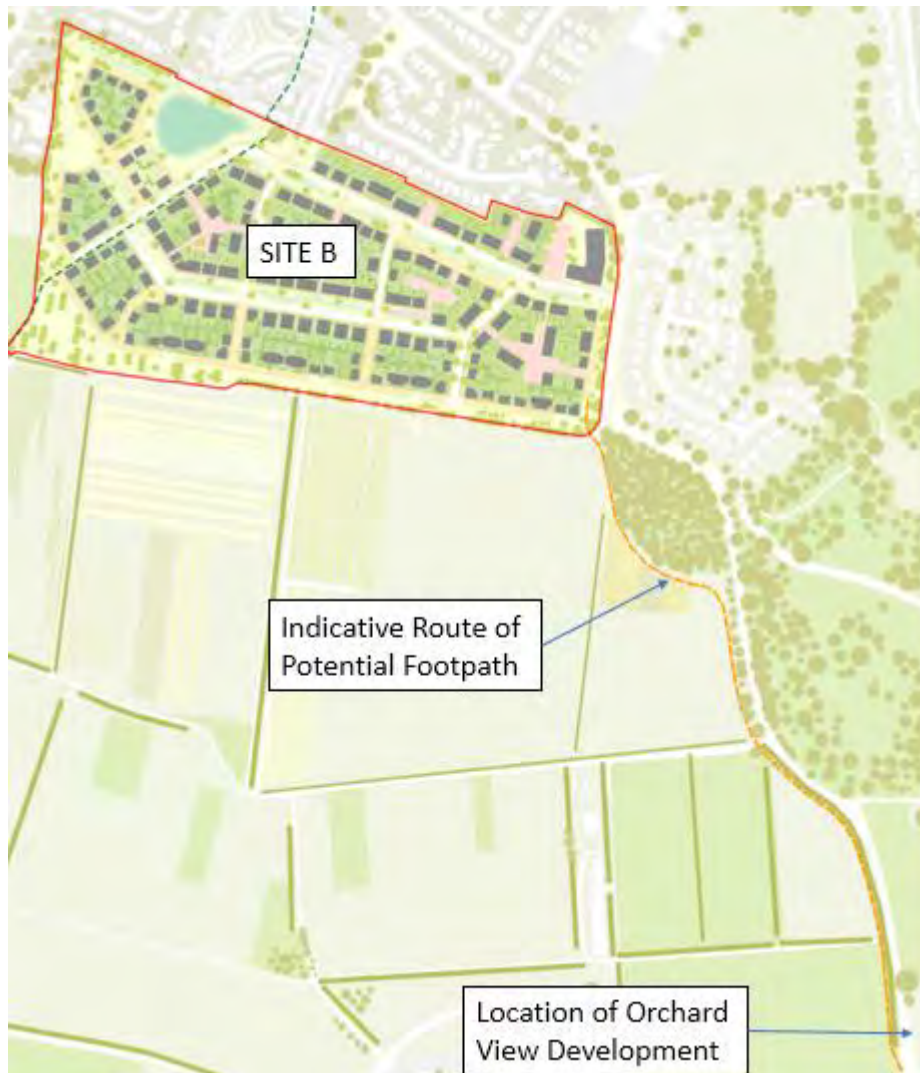 SITE B
Indicative Route of
Potential Footpath
Location of Orchard
View Development